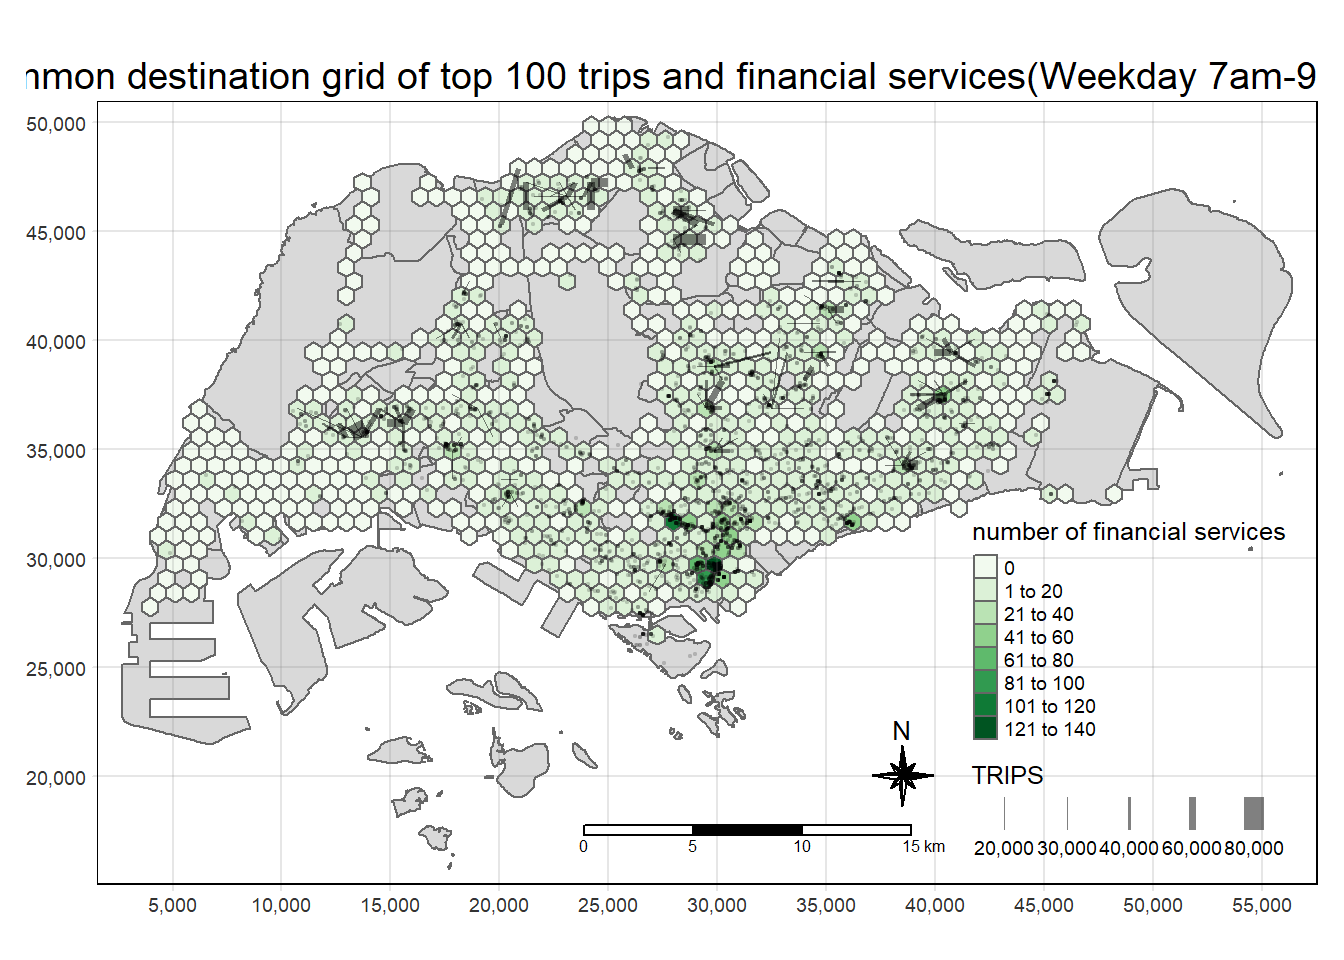 nmon destination grid of top 100 trips and financial services(Weekday 7am-9
50,000
45,000
40,000
35,000
30,000
25,000
20,000
number of financial services
0
1 to 20
21 to 40
41 to 60
61 to 80
81 to 100
101 to 120
121 to 140
N
TRIPS
20,000 30,000 40,000 60,000 80,000
0 5 10 15 km
5,000 10,000 15,000 20,000 25,000 30,000 35,000 40,000 45,000 50,000 55,000